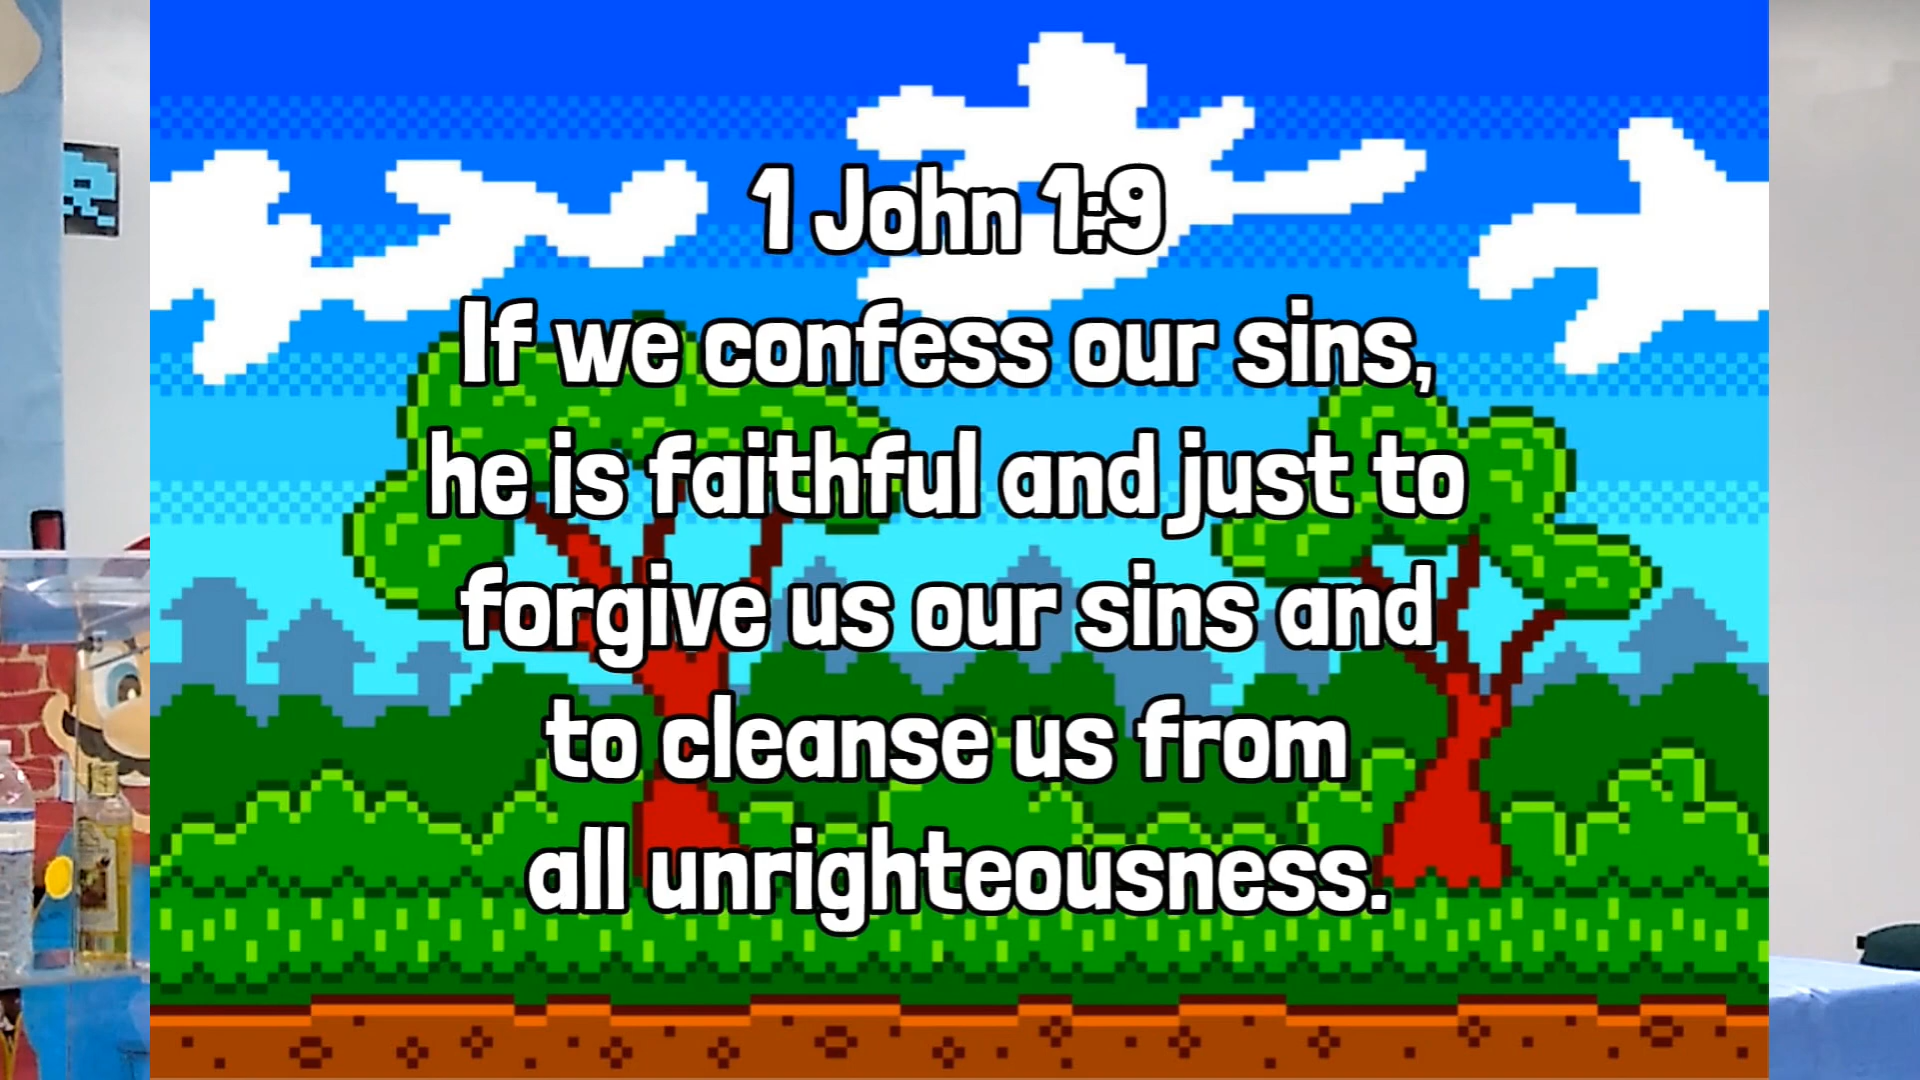 1 John 1:9
If we confess our sins,
he is faithful and just to
forgive us our sins and
to cleanse us from
all unrighteousness.